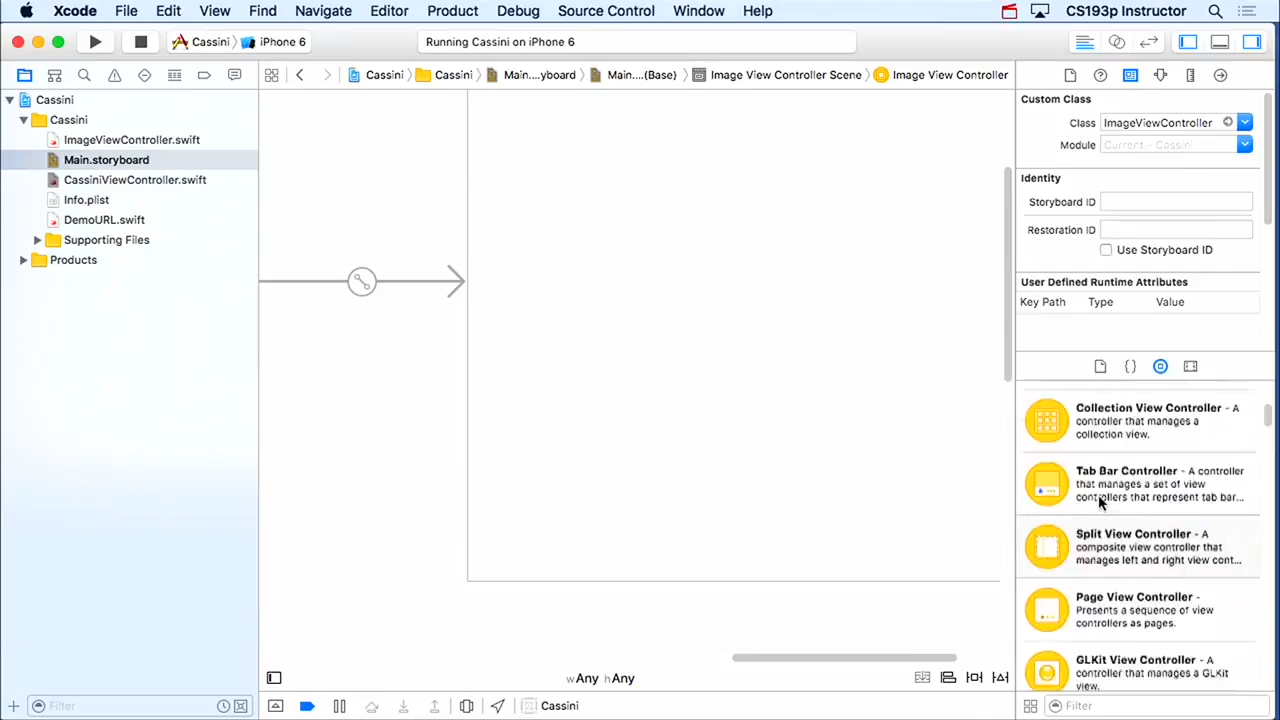 Xcode File Edit View Find Navigate Editor Product Debug Source Control Window Help CS193p Instructor
Cassini iPhone 6
Running Cassini on iPhone 6
Cassini Cassini Main....yboard Main....(Base) Image View Controller Scene Image View Controller
Cassini
Cassini
ImageViewController.swift
Main.storyboard
CassiniViewController.swift
Info.plist
DemoURL.swift
Supporting Files
Products
Filter
wAny hAny
Cassini
Custom Class
Class ImageViewController
Module Current - Cassini
Identity
Storyboard ID
Restoration ID
Use Storyboard ID
User Defined Runtime Attributes
Key Path Type Value
Collection View Controller - A
controller that manages a
collection view.
Tab Bar Controller - A controller
that manages a set of view
controllers that represent tab bar...
Split View Controller - A
composite view controller that
manages left and right view cont...
Page View Controller -
Presents a sequence of view
controllers as pages.
GLKit View Controller - A
controller that manages a GLKit
view.
Filter